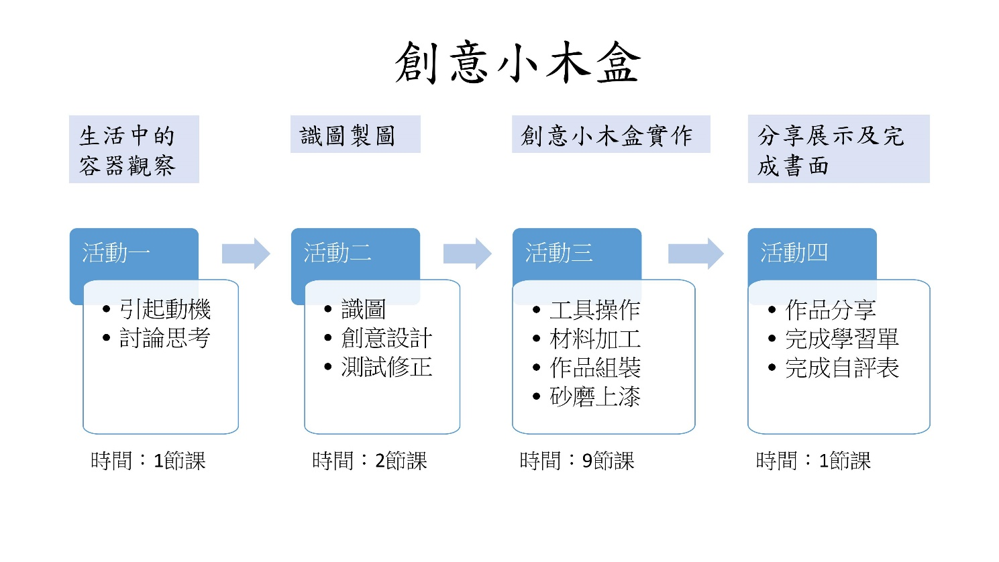 創意小木盒
生活中的
容器觀察
識圖製圖
創意小木盒實作
分享展示及完
成書面
活動一
• 引起動機
• 討論思考
時間：1節課
活動二
• 識圖
• 創意設計
• 測試修正
時間：2節課
活動三
• 工具操作
• 材料加工
• 作品組裝
• 砂磨上漆
時間：9節課
活動四
• 作品分享
• 完成學習單
• 完成自評表
時間：1節課